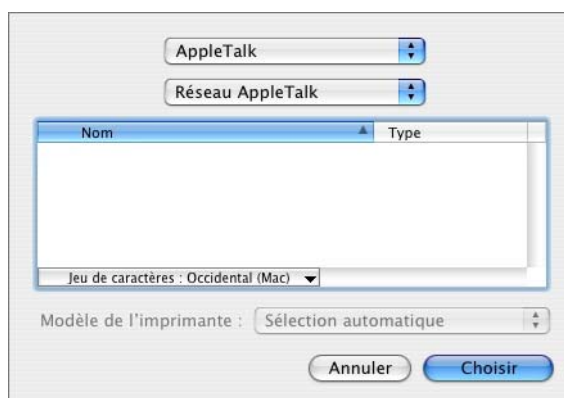 AppleTalk
Réseau AppleTalk
Nom Type
Jeu de caractères : Occidental (Mac)
Modèle de l'imprimante : Sélection automatique
Annuler Choisir